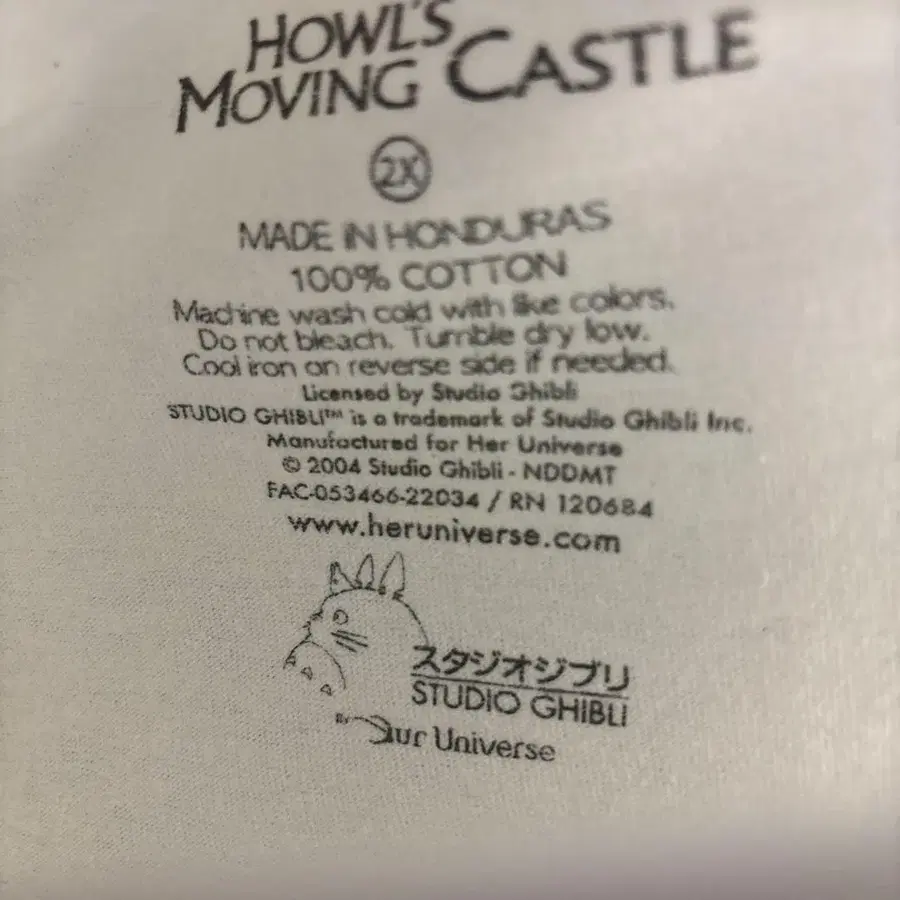 HOWL'S
MOVING CASTLE
2X
MADE IN HONDURAS
100% COTTON
Machine wash cold with like colors.
Do not bleach. Tumble dry low.
Cool iron on reverse side if needed.
Licensed by Studio Ghibli
STUDIO GHIBLI™ is a trademark of Studio Ghibli Inc.
Manufactured for Her Universe
© 2004 Studio Ghibli - NDDMT
FAC-053466-22034 / RN 120684
www.heruniverse.com
スタジオジブリ
STUDIO GHIBLI
By Our Universe